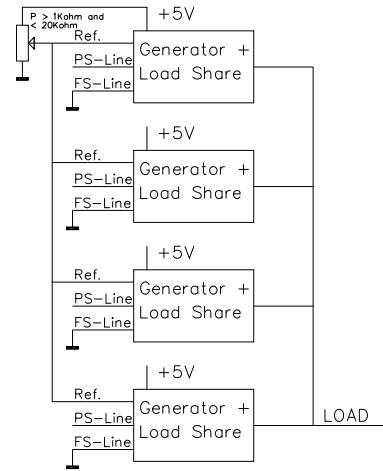 P > 1Kohm and
< 20Kohm
+5V
Ref.
PS-Line
FS-Line
Generator +
Load Share
+5V
Ref.
PS-Line
FS-Line
Generator +
Load Share
+5V
Ref.
PS-Line
FS-Line
Generator +
Load Share
+5V
Ref.
PS-Line
FS-Line
Generator +
Load Share
LOAD